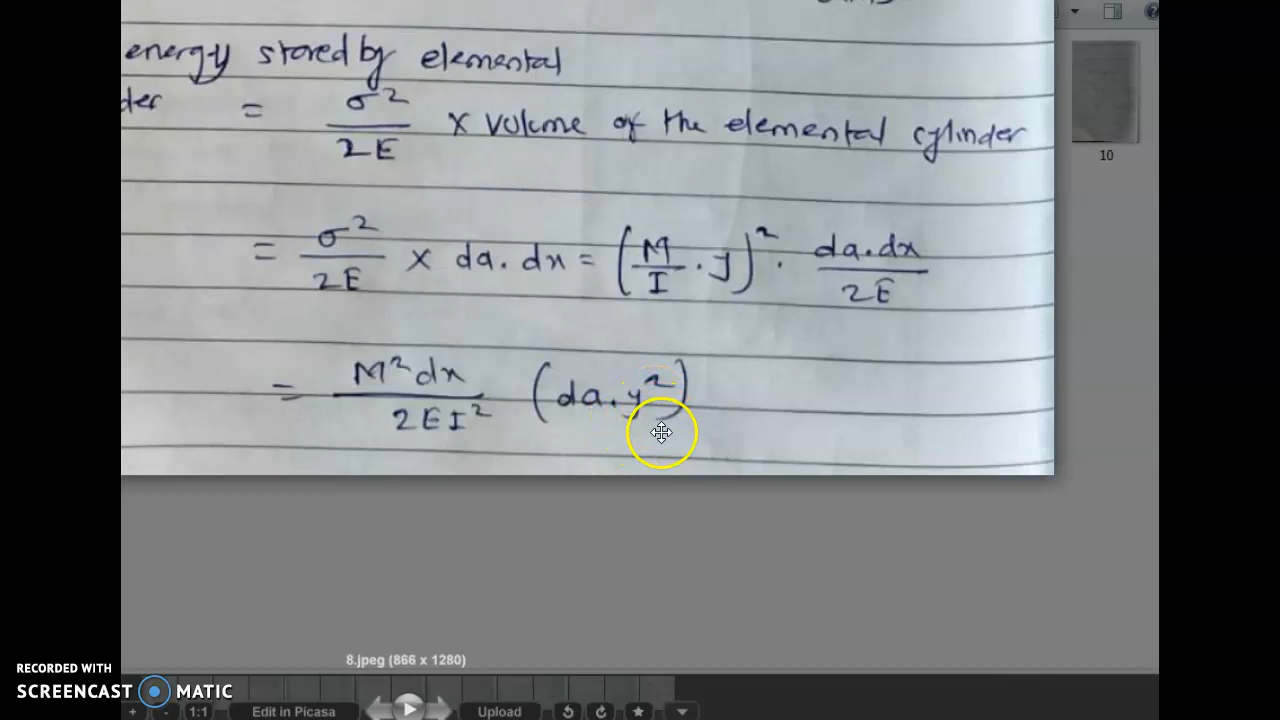 energy stored by elemental
der = σ² / 2E × volume of the elemental cylinder
= σ² / 2E × da.dx = (M/I . y)² . da.dx / 2E
= M²dx / 2EI² (da.y²)
10
8.jpeg (866 x 1280)
RECORDED WITH
SCREENCAST MATIC
+ - 1:1 Edit in Picasa Upload